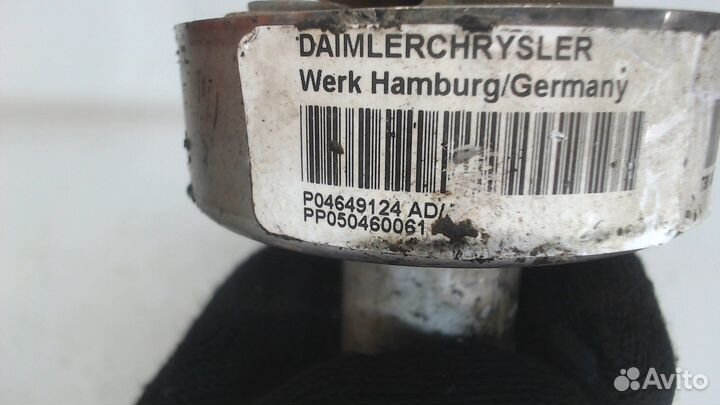 DAIMLERCHRYSLER
Werk Hamburg/Germany
P04649124 AD
PP050460061
Avito